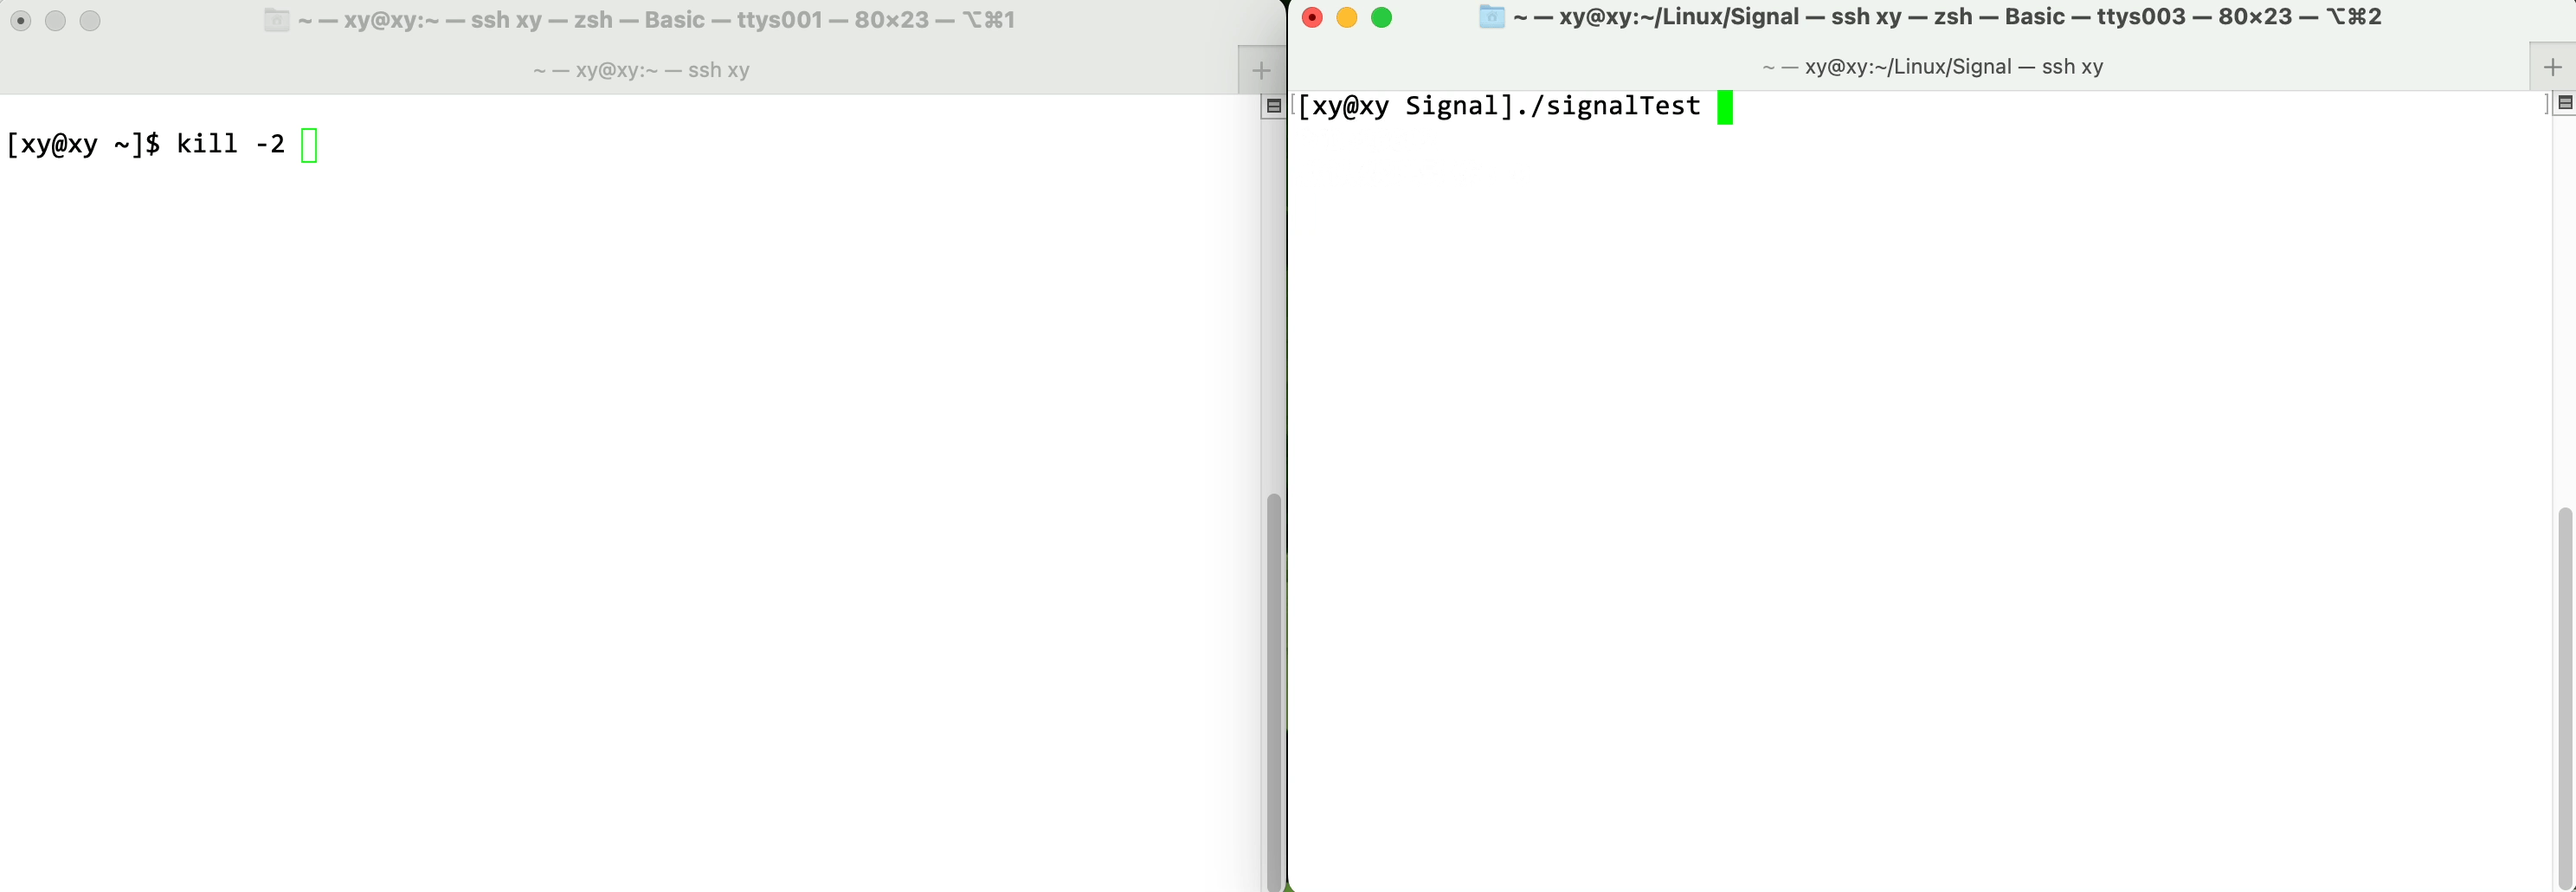 ~ — xy@xy:~ — ssh xy — zsh — Basic — ttys001 — 80×23 — ⌥⌘1
~ — xy@xy:~ — ssh xy
[xy@xy ~]$ kill -2
~ — xy@xy:~/Linux/Signal — ssh xy — zsh — Basic — ttys003 — 80×23 — ⌥⌘2
~ — xy@xy:~/Linux/Signal — ssh xy
[[xy@xy Signal]./signalTest ]